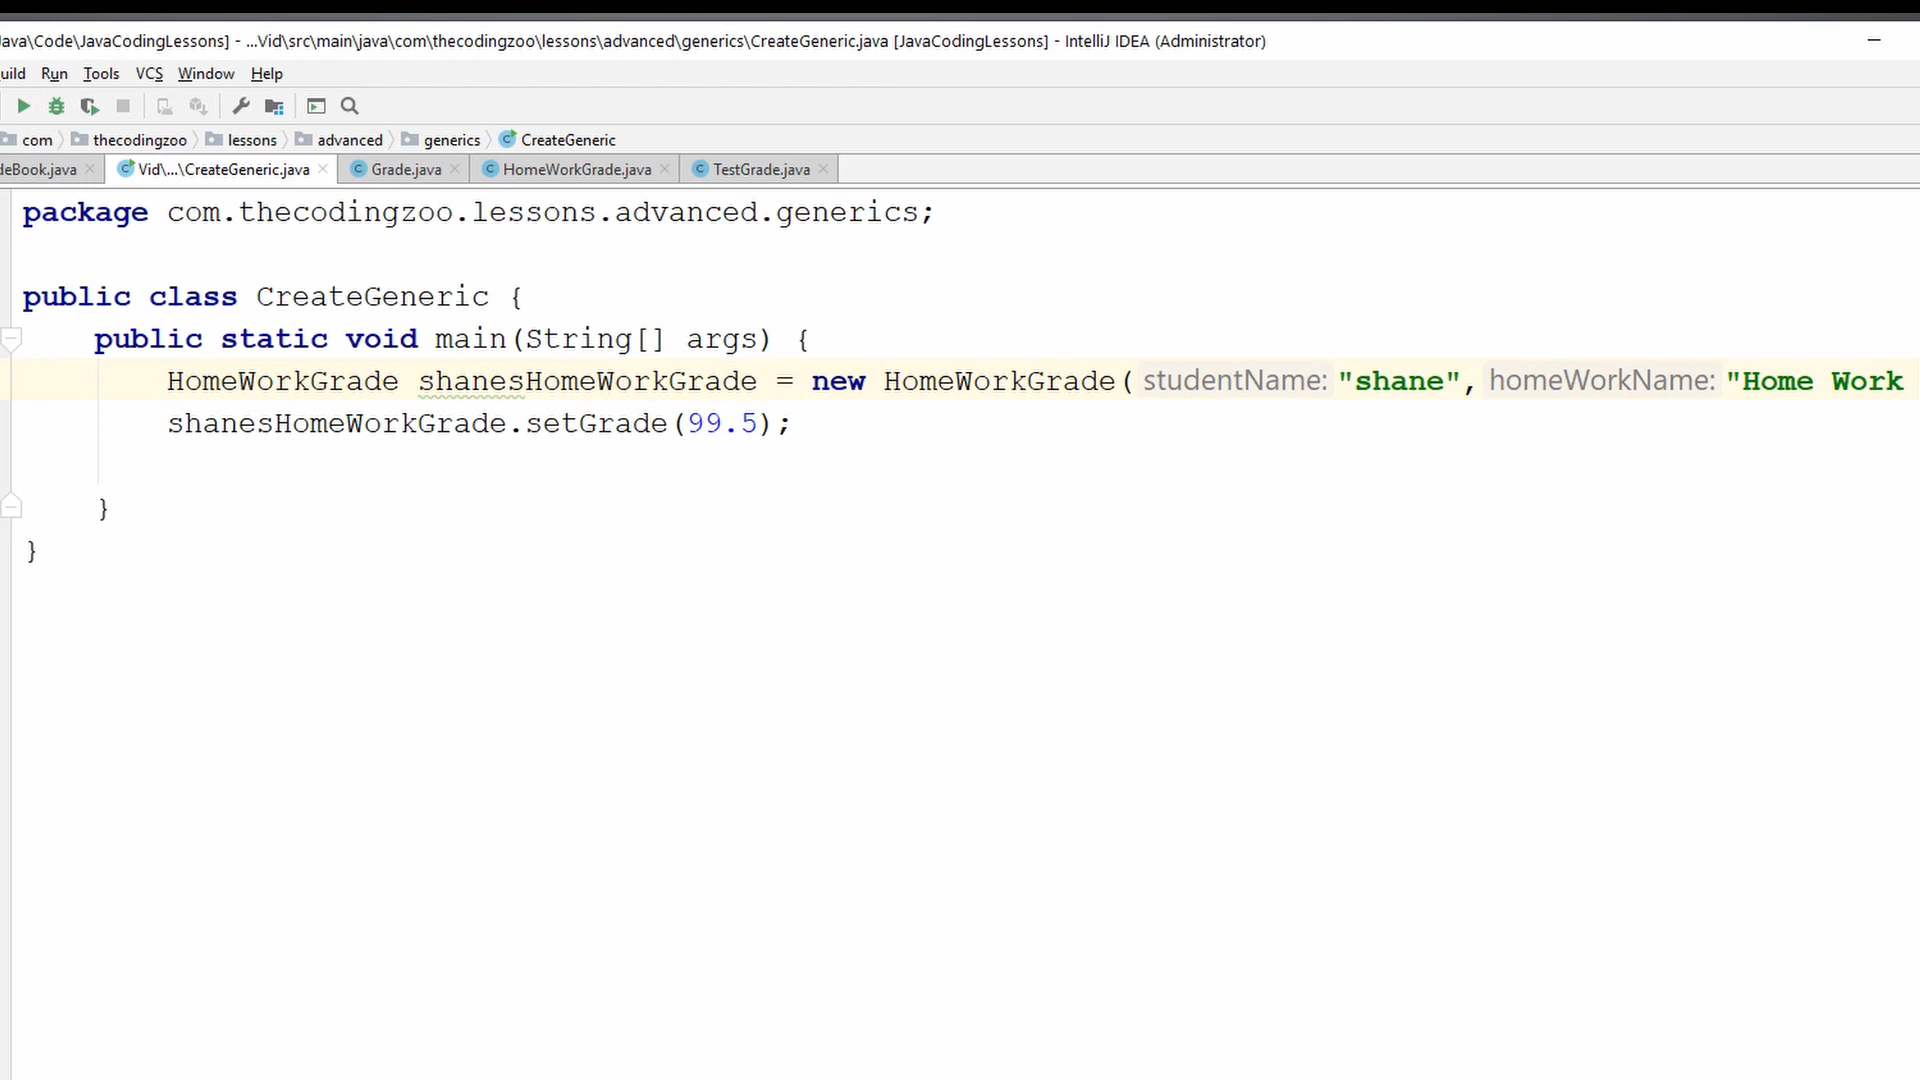 Java\Code\JavaCodingLessons] - ...Vid\src\main\java\com\thecodingzoo\lessons\advanced\generics\CreateGeneric.java [JavaCodingLessons] - IntelliJ IDEA (Administrator)
uild Run Tools VCS Window Help
com thecodingzoo lessons advanced generics CreateGeneric
deBook.java Vid\...\CreateGeneric.java Grade.java HomeWorkGrade.java TestGrade.java
package com.thecodingzoo.lessons.advanced.generics;
public class CreateGeneric {
public static void main(String[] args) {
HomeWorkGrade shanesHomeWorkGrade = new HomeWorkGrade( studentName: "shane", homeWorkName: "Home Work
shanesHomeWorkGrade.setGrade(99.5);
}
}